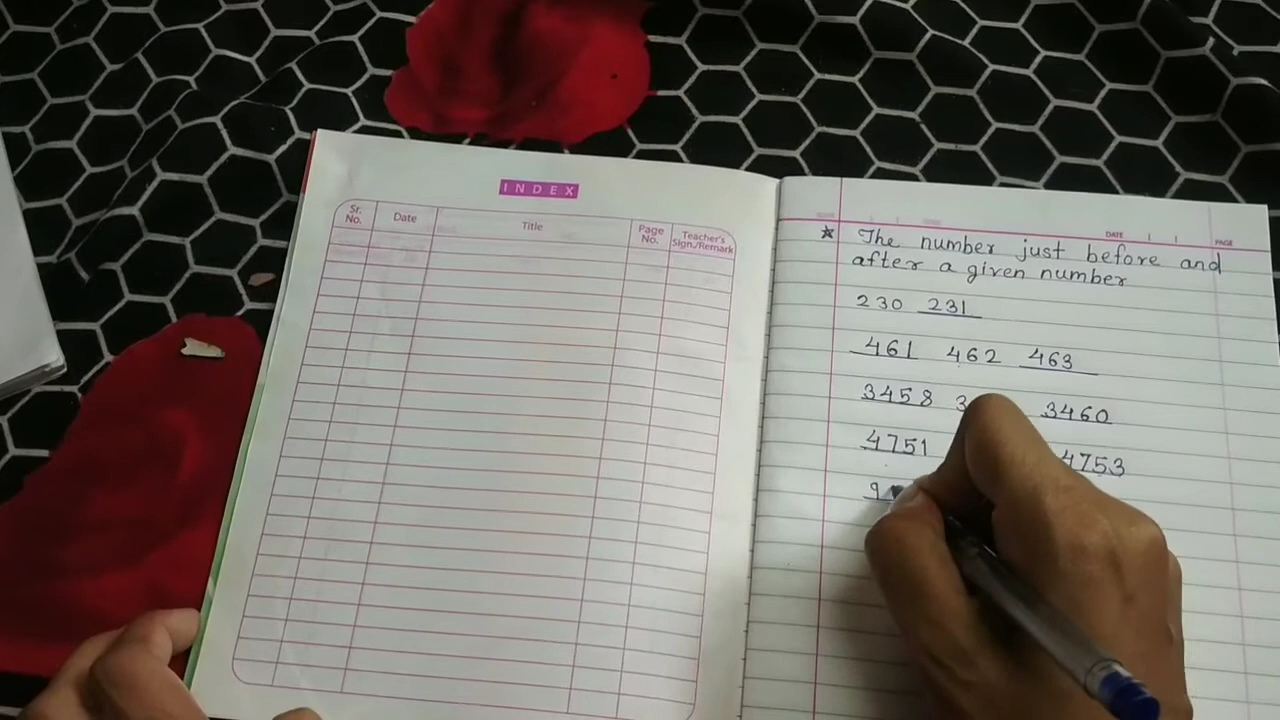 INDEX
Sr. No.
Date
Title
Page No.
Teacher's Sign./Remark
DATE
PAGE
* The number just before and
after a given number
230 231
461 462 463
3458 3460
4751 4753
9